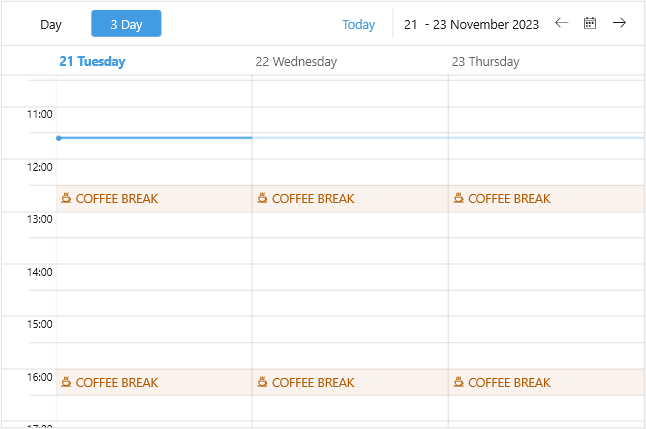 Day 3 Day Today 21 - 23 November 2023
21 Tuesday 22 Wednesday 23 Thursday
11:00
12:00
COFFEE BREAK COFFEE BREAK COFFEE BREAK
13:00
14:00
15:00
16:00 COFFEE BREAK COFFEE BREAK COFFEE BREAK